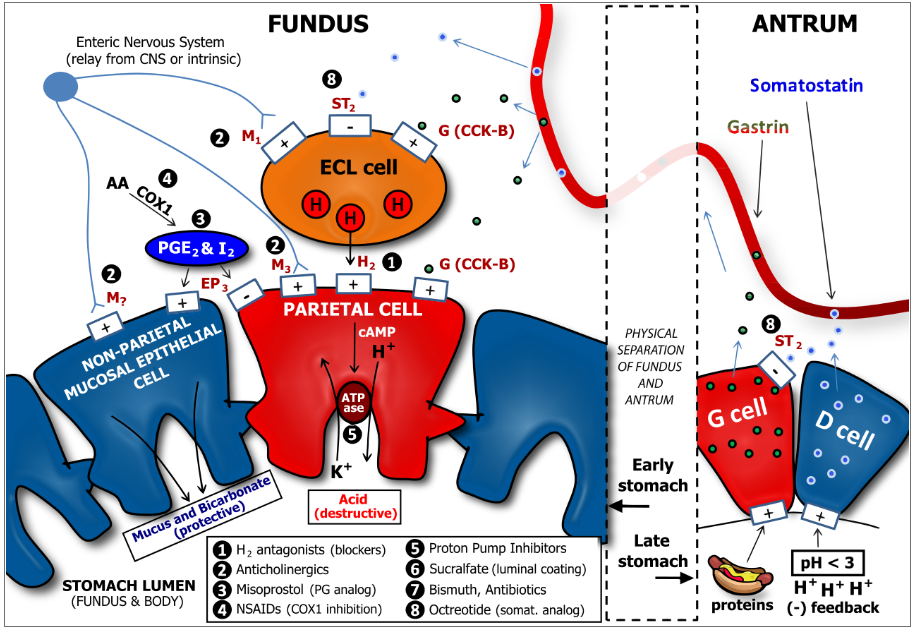 FUNDUS
ANTRUM
Enteric Nervous System
(relay from CNS or intrinsic)
8
ST2
2
M1
+
-
+
G (CCK-B)
ECL cell
H
H
H
AA
4
COX1
3
PGE2 & I2
2
M?
EP3
2
M3
H2
1
G (CCK-B)
+
+
-
+
+
+
NON-PARIETAL
MUCOSAL EPITHELIAL
CELL
PARIETAL CELL
cAMP
H+
ATP
ase
5
K+
Mucus and Bicarbonate
(protective)
Acid
(destructive)
STOMACH LUMEN
(FUNDUS & BODY)
1 H2 antagonists (blockers)
2 Anticholinergics
3 Misoprostol (PG analog)
4 NSAIDs (COX1 inhibition)
5 Proton Pump Inhibitors
6 Sucralfate (luminal coating)
7 Bismuth, Antibiotics
8 Octreotide (somat. analog)
PHYSICAL
SEPARATION
OF FUNDUS
AND
ANTRUM
Early
stomach
Late
stomach
Somatostatin
Gastrin
8
ST2
-
G cell
D cell
+
+
proteins
pH < 3
H+ H+ H+
(-) feedback